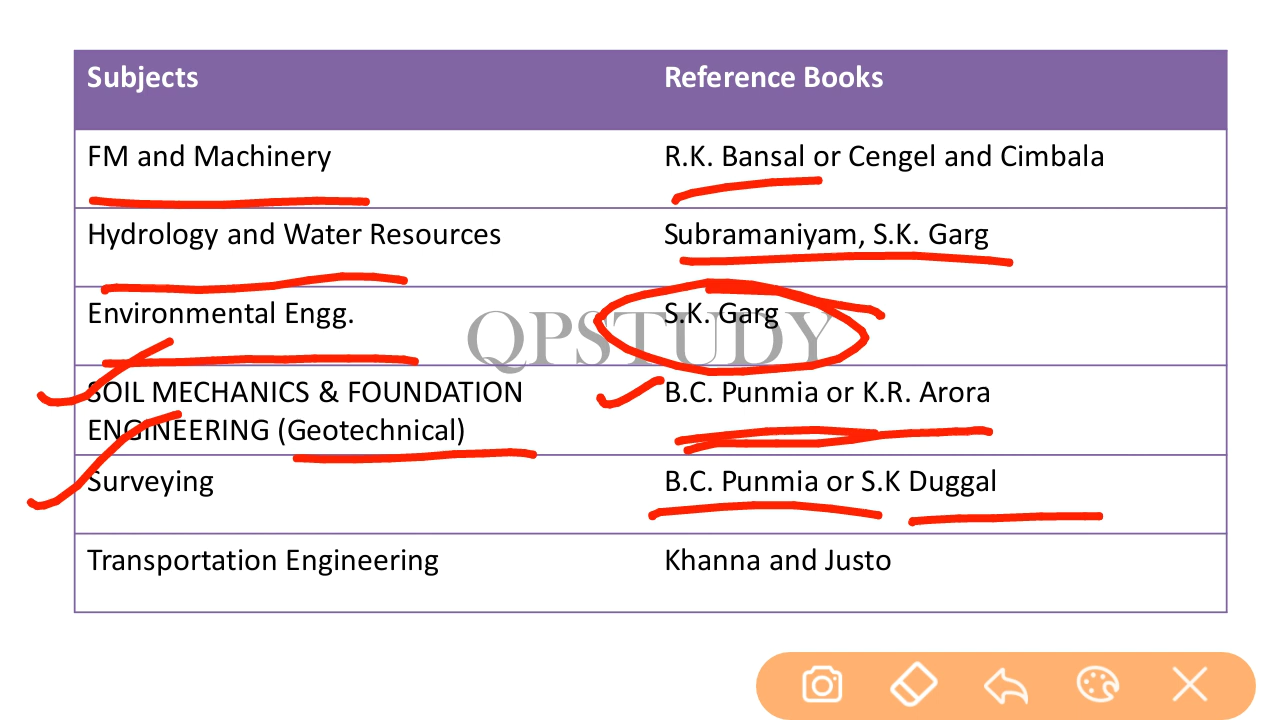 Subjects Reference Books
FM and Machinery R.K. Bansal or Cengel and Cimbala
Hydrology and Water Resources Subramaniyam, S.K. Garg
Environmental Engg. S.K. Garg
QPSTUDY
SOIL MECHANICS & FOUNDATION B.C. Punmia or K.R. Arora
ENGINEERING (Geotechnical)
Surveying B.C. Punmia or S.K Duggal
Transportation Engineering Khanna and Justo